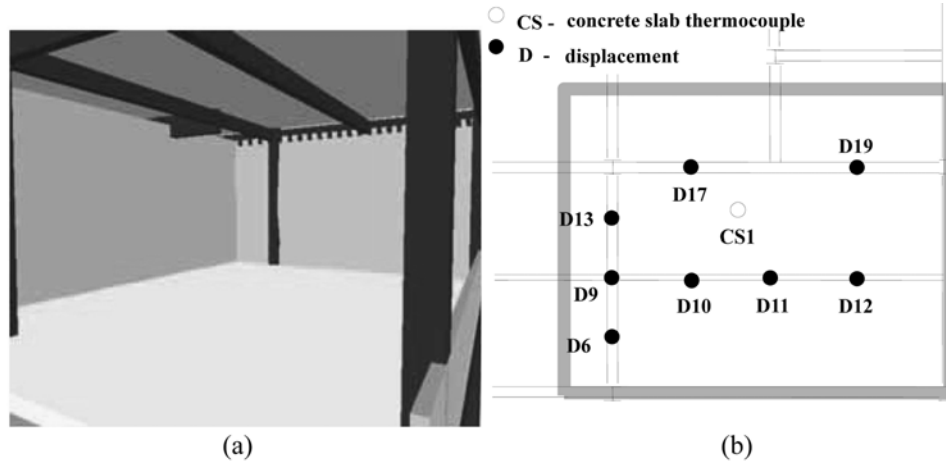 CS - concrete slab thermocouple
D - displacement
D19
D17
D13
CS1
D9
D10
D11
D12
D6
(a)
(b)